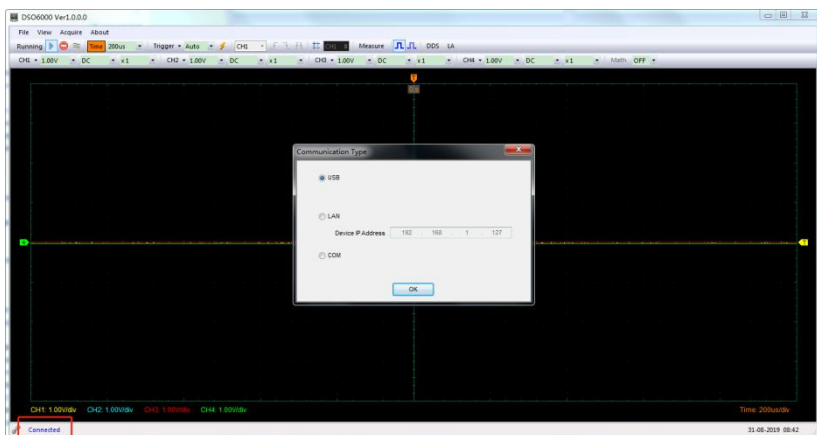 DSO6000 Ver1.0.0.0
File View Acquire About
Running Time 200us Trigger Auto CH1 Measure DDS LA
CH1 1.00V DC x1 CH2 1.00V DC x1 CH3 1.00V DC x1 CH4 1.00V DC x1 Math OFF
Communication Type
USB
LAN
Device IP Address 192 . 168 . 1 . 127
COM
OK
CH1: 1.00V/div CH2: 1.00V/div CH3: 1.00V/div CH4: 1.00V/div Time: 200us/div
Connected 31-08-2019 08:42